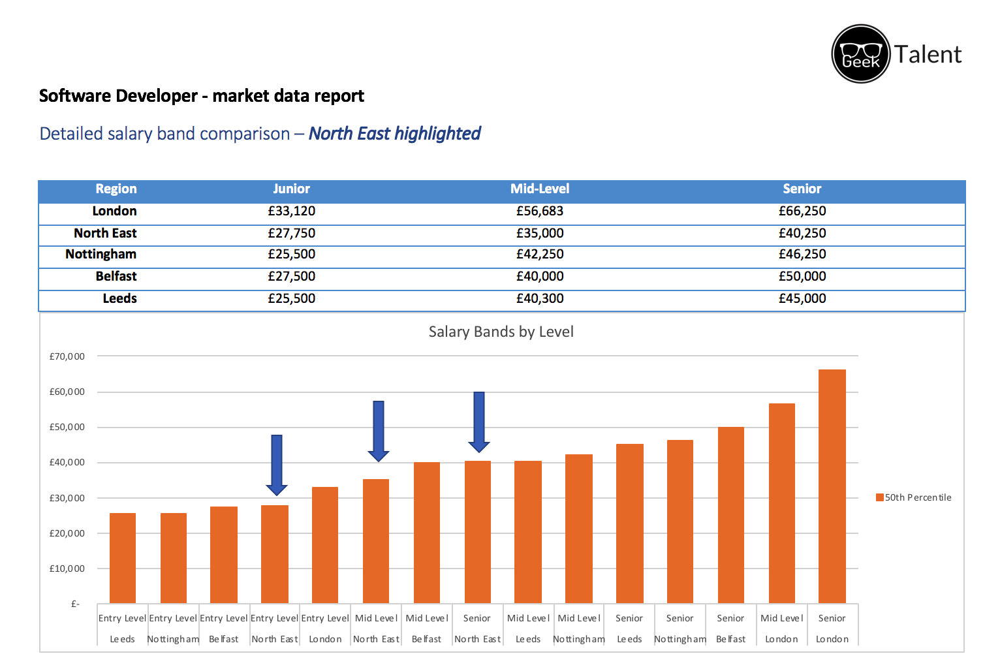 Geek Talent
Software Developer - market data report
Detailed salary band comparison – North East highlighted
Region Junior Mid-Level Senior
London £33,120 £56,683 £66,250
North East £27,750 £35,000 £40,250
Nottingham £25,500 £42,250 £46,250
Belfast £27,500 £40,000 £50,000
Leeds £25,500 £40,300 £45,000
Salary Bands by Level
£70,000
£60,000
£50,000
£40,000
£30,000
£20,000
£10,000
£-
50th Percentile
Entry Level Entry Level Entry Level Entry Level Entry Level Mid Level Mid Level Senior Mid Level Mid Level Senior Senior Senior Mid Level Senior
Leeds Nottingham Belfast North East London North East Belfast North East Leeds Nottingham Leeds Nottingham Belfast London London